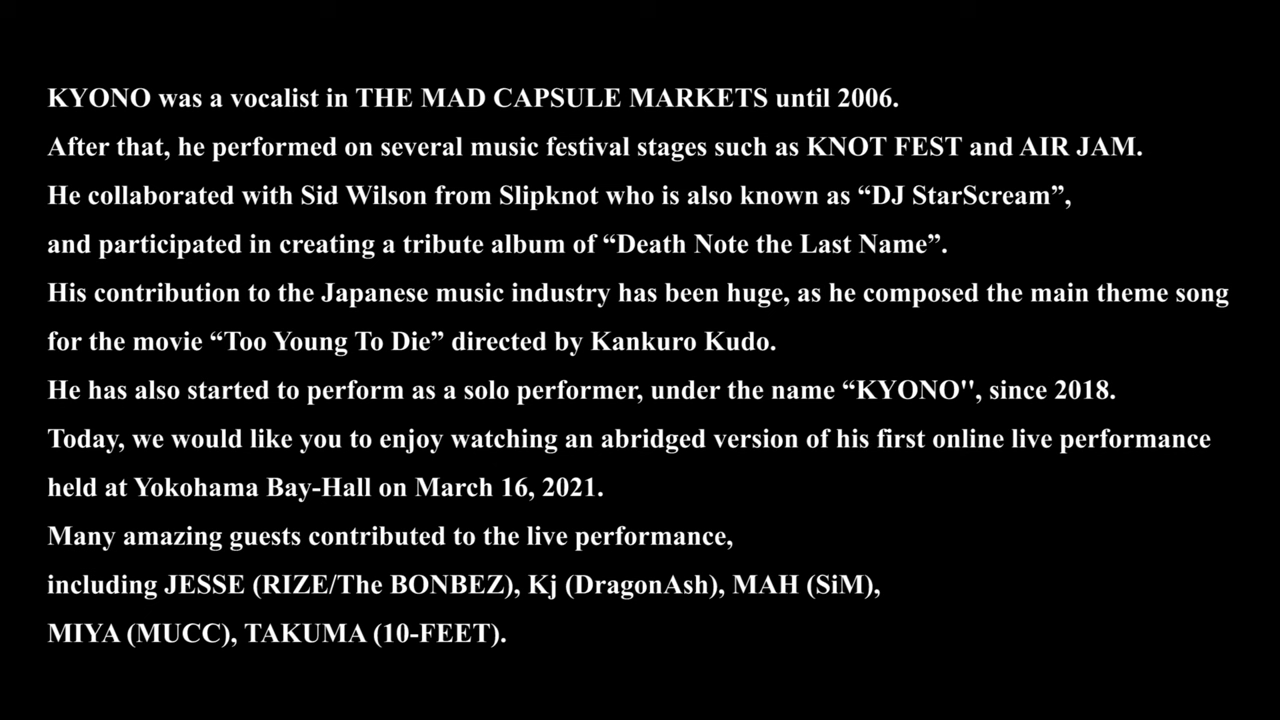 KYONO was a vocalist in THE MAD CAPSULE MARKETS until 2006.
After that, he performed on several music festival stages such as KNOT FEST and AIR JAM.
He collaborated with Sid Wilson from Slipknot who is also known as “DJ StarScream”,
and participated in creating a tribute album of “Death Note the Last Name”.
His contribution to the Japanese music industry has been huge, as he composed the main theme song
for the movie “Too Young To Die” directed by Kankuro Kudo.
He has also started to perform as a solo performer, under the name “KYONO", since 2018.
Today, we would like you to enjoy watching an abridged version of his first online live performance
held at Yokohama Bay-Hall on March 16, 2021.
Many amazing guests contributed to the live performance,
including JESSE (RIZE/The BONBEZ), Kj (DragonAsh), MAH (SiM),
MIYA (MUCC), TAKUMA (10-FEET).